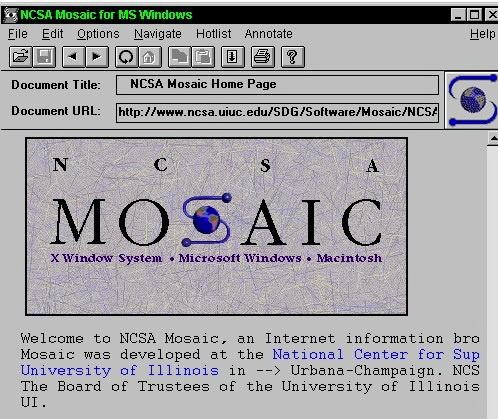 NCSA Mosaic for MS Windows
File Edit Options Navigate Hotlist Annotate Help
Document Title: NCSA Mosaic Home Page
Document URL: http://www.ncsa.uiuc.edu/SDG/Software/Mosaic/NCSA
N C S A
MOSAIC
X Window System • Microsoft Windows • Macintosh
Welcome to NCSA Mosaic, an Internet information bro
Mosaic was developed at the National Center for Sup
University of Illinois in --> Urbana-Champaign. NCS
The Board of Trustees of the University of Illinois
UI.